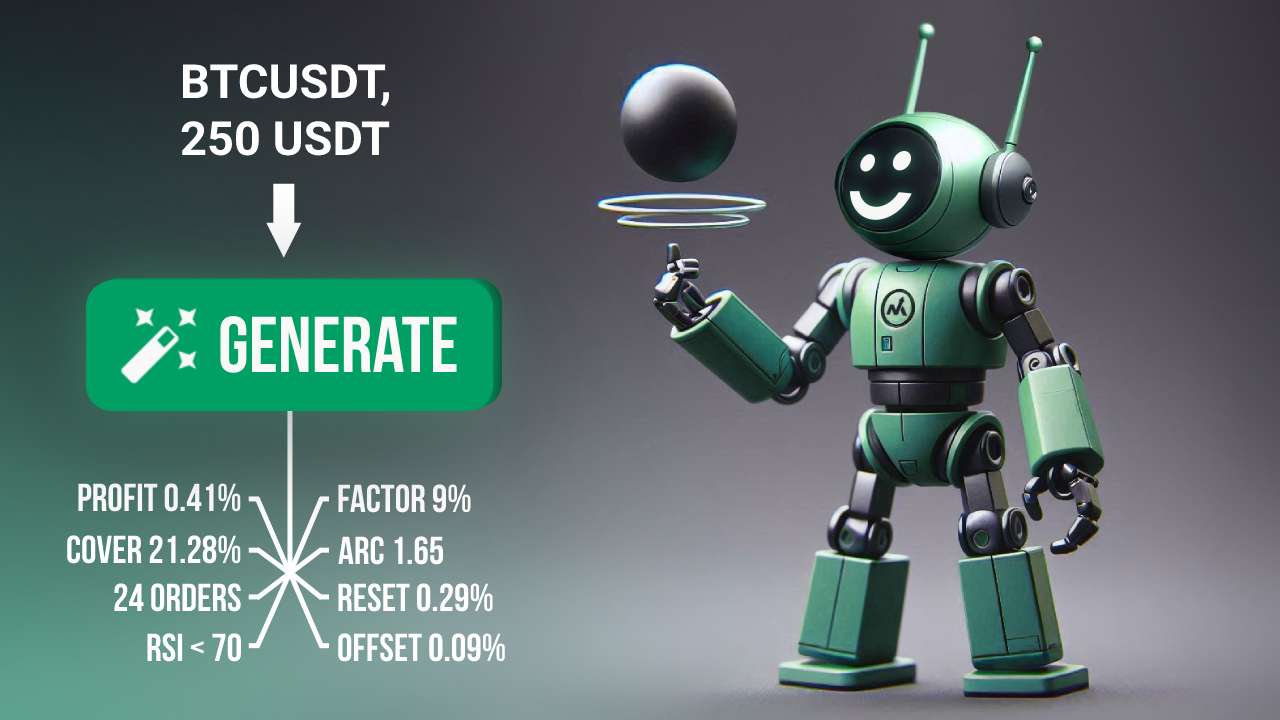 BTCUSDT,
250 USDT
GENERATE
PROFIT 0.41%
COVER 21.28%
24 ORDERS
RSI < 70
FACTOR 9%
ARC 1.65
RESET 0.29%
OFFSET 0.09%